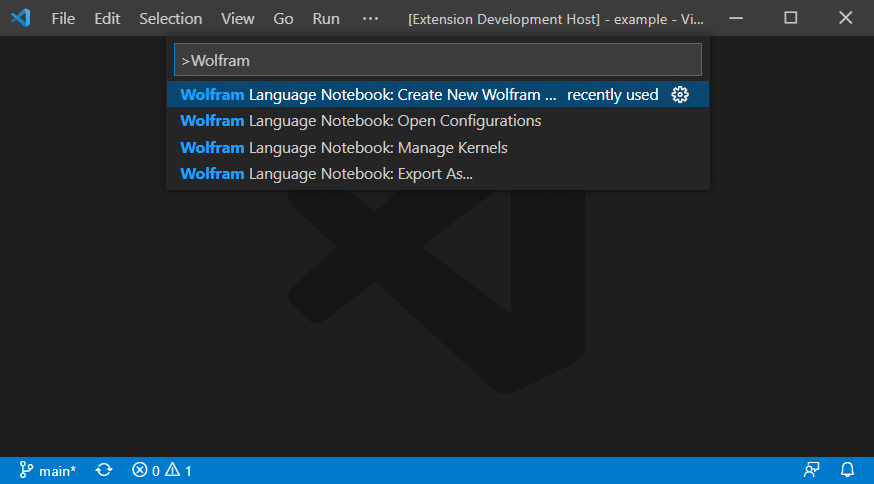 File Edit Selection View Go Run ··· [Extension Development Host] - example - Vi...
>Wolfram
Wolfram Language Notebook: Create New Wolfram ... recently used
Wolfram Language Notebook: Open Configurations
Wolfram Language Notebook: Manage Kernels
Wolfram Language Notebook: Export As...
main* 0 1